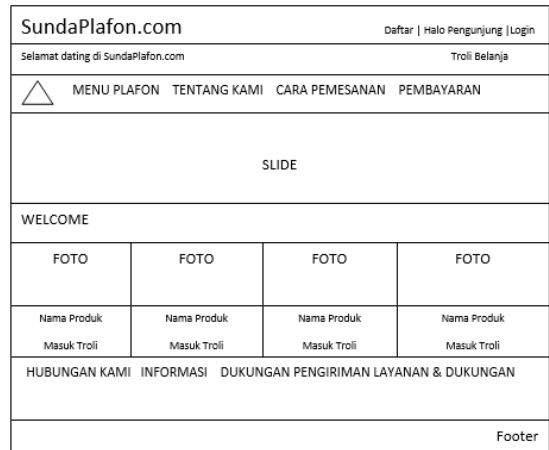 SundaPlafon.com Daftar | Halo Pengunjung |Login
Selamat dating di SundaPlafon.com Troli Belanja
MENU PLAFON TENTANG KAMI CARA PEMESANAN PEMBAYARAN
SLIDE
WELCOME
FOTO FOTO FOTO FOTO
Nama Produk Nama Produk Nama Produk Nama Produk
Masuk Troli Masuk Troli Masuk Troli Masuk Troli
HUBUNGAN KAMI INFORMASI DUKUNGAN PENGIRIMAN LAYANAN & DUKUNGAN
Footer